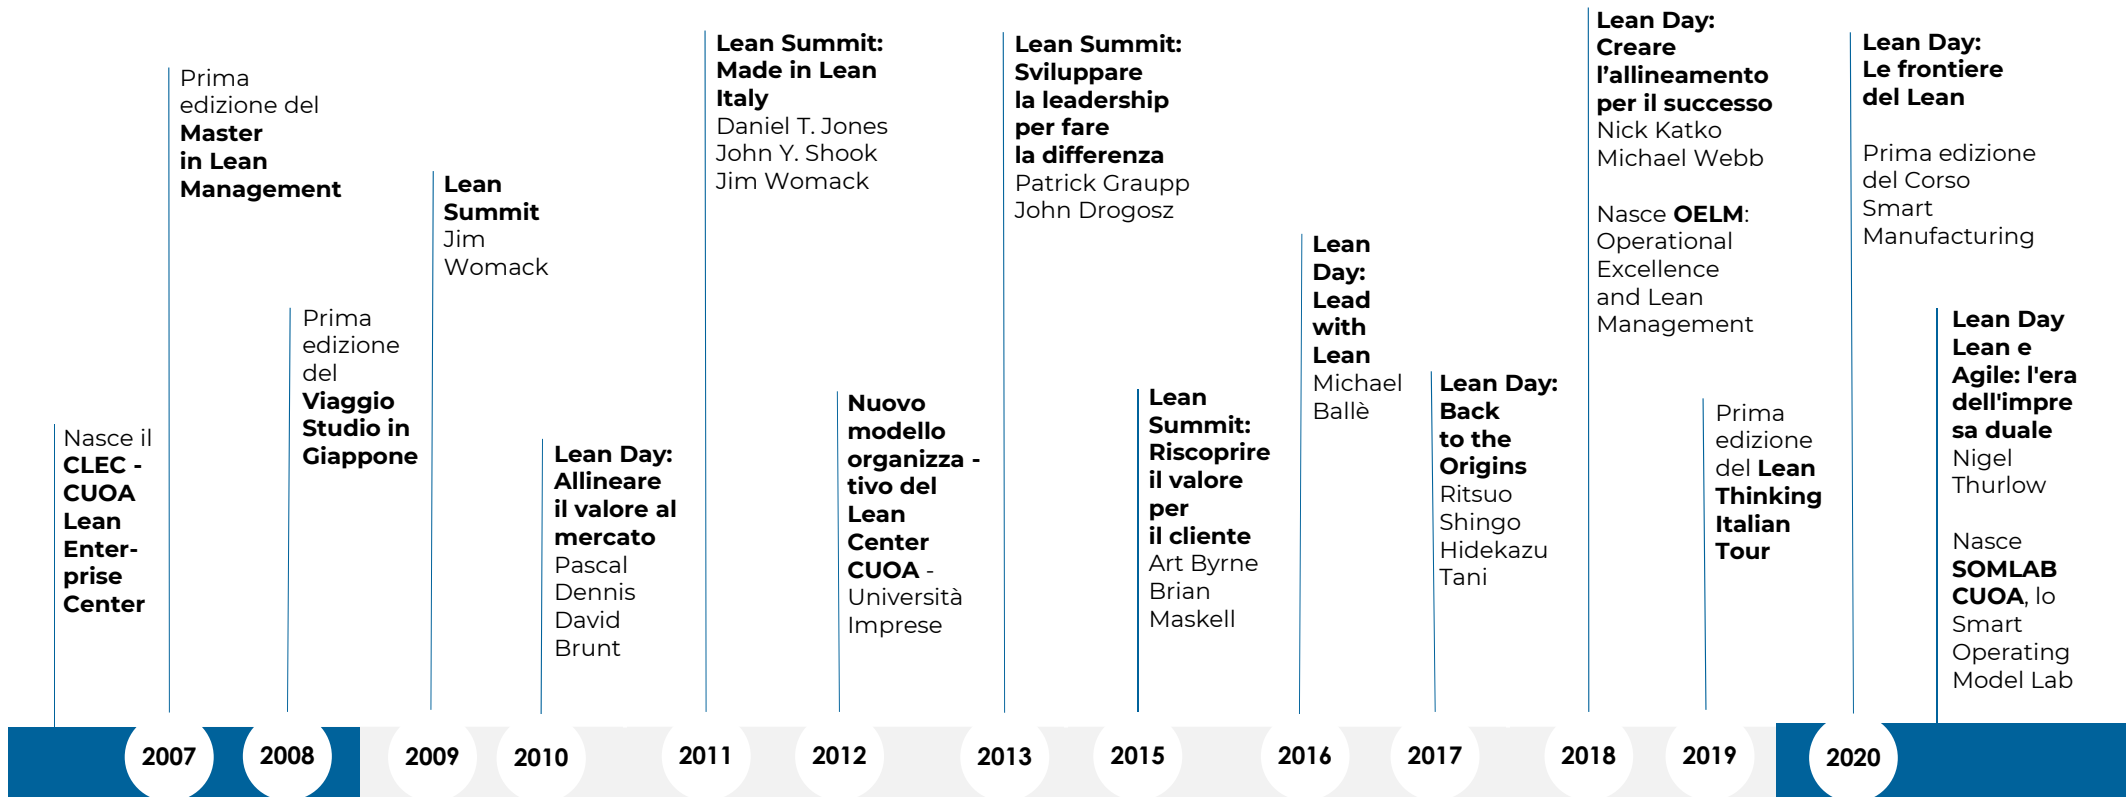 Nasce il
CLEC -
CUOA
Lean
Enter-
prise
Center
Prima
edizione del
Master
in Lean
Management
Prima
edizione
del
Viaggio
Studio in
Giappone
Lean
Summit
Jim
Womack
Lean Day:
Allineare
il valore al
mercato
Pascal
Dennis
David
Brunt
Lean Summit:
Made in Lean
Italy
Daniel T. Jones
John Y. Shook
Jim Womack
Nuovo
modello
organizza -
tivo del
Lean
Center
CUOA -
Università
Imprese
Lean Summit:
Sviluppare
la leadership
per fare
la differenza
Patrick Graupp
John Drogosz
Lean
Summit:
Riscoprire
il valore
per
il cliente
Art Byrne
Brian
Maskell
Lean
Day:
Lead
with
Lean
Michael
Ballè
Lean Day:
Back
to the
Origins
Ritsuo
Shingo
Hidekazu
Tani
Lean Day:
Creare
l’allineamento
per il successo
Nick Katko
Michael Webb
Nasce OELM:
Operational
Excellence
and Lean
Management
Prima
edizione
del Lean
Thinking
Italian
Tour
Lean Day:
Le frontiere
del Lean
Prima edizione
del Corso
Smart
Manufacturing
Lean Day
Lean e
Agile: l'era
dell'impre
sa duale
Nigel
Thurlow
Nasce
SOMLAB
CUOA, lo
Smart
Operating
Model Lab
2007
2008
2009
2010
2011
2012
2013
2015
2016
2017
2018
2019
2020